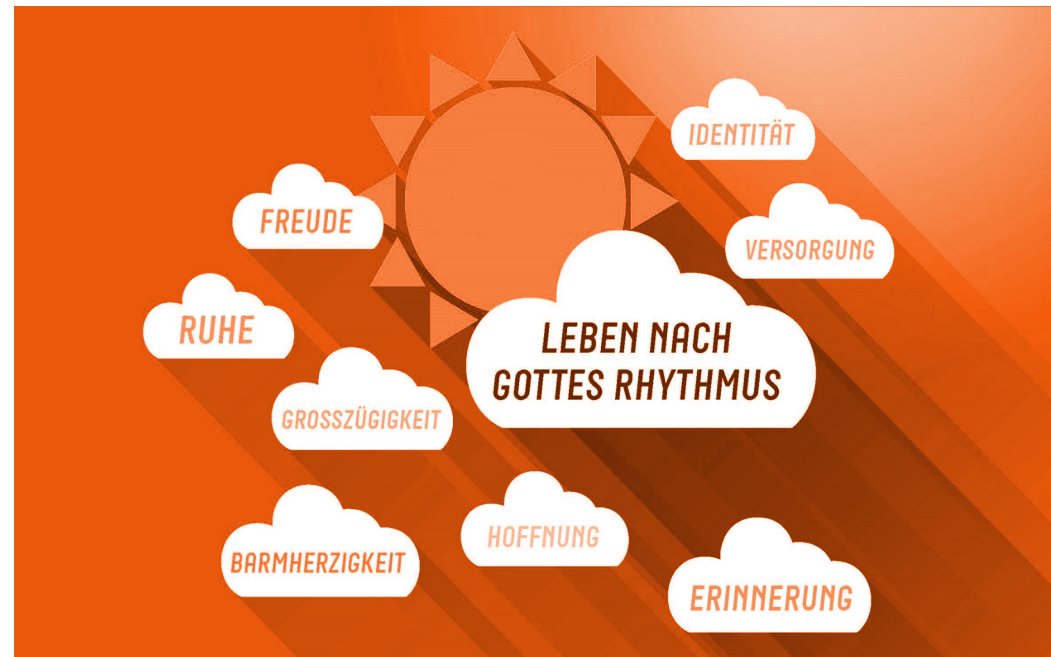 IDENTITÄT
FREUDE
VERSORGUNG
RUHE
LEBEN NACH
GOTTES RHYTHMUS
GROSSZÜGIGKEIT
HOFFNUNG
BARMHERZIGKEIT
ERINNERUNG